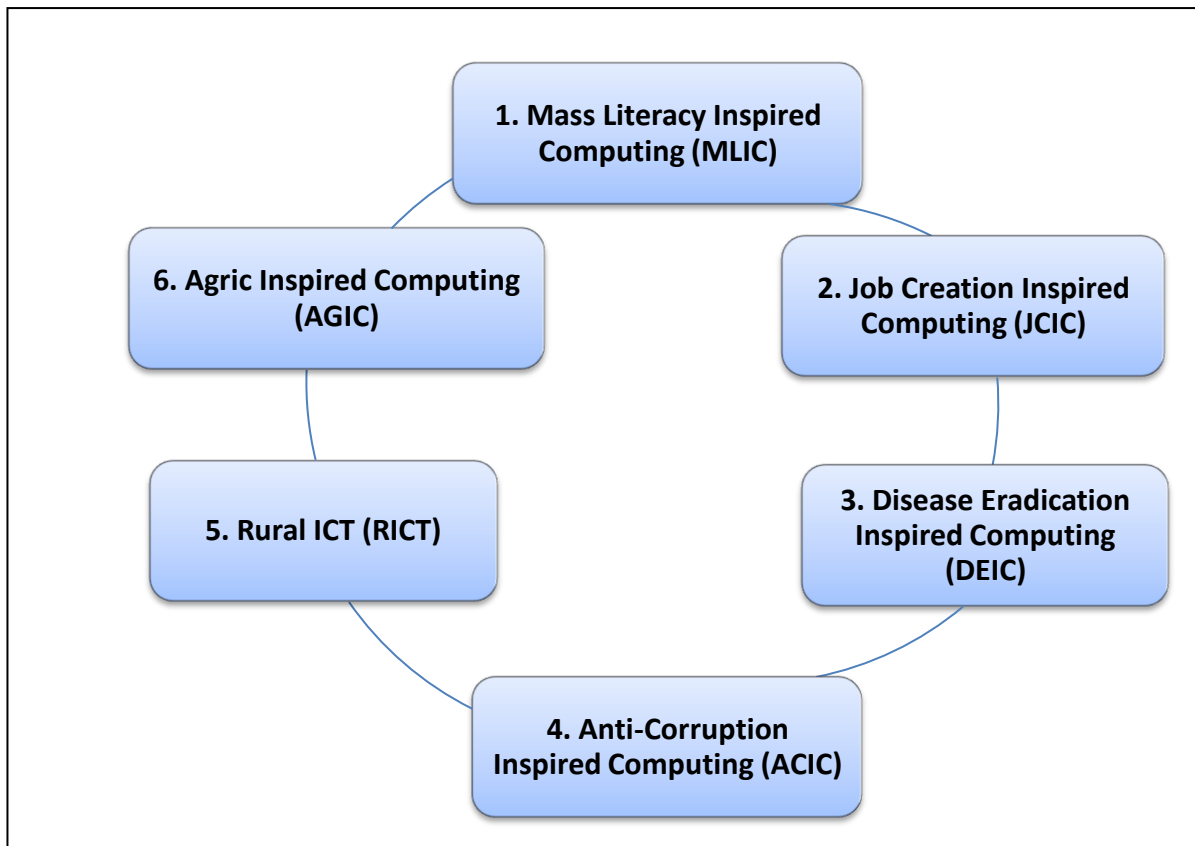 1. Mass Literacy Inspired
Computing (MLIC)
2. Job Creation Inspired
Computing (JCIC)
3. Disease Eradication
Inspired Computing
(DEIC)
4. Anti-Corruption
Inspired Computing (ACIC)
5. Rural ICT (RICT)
6. Agric Inspired Computing
(AGIC)